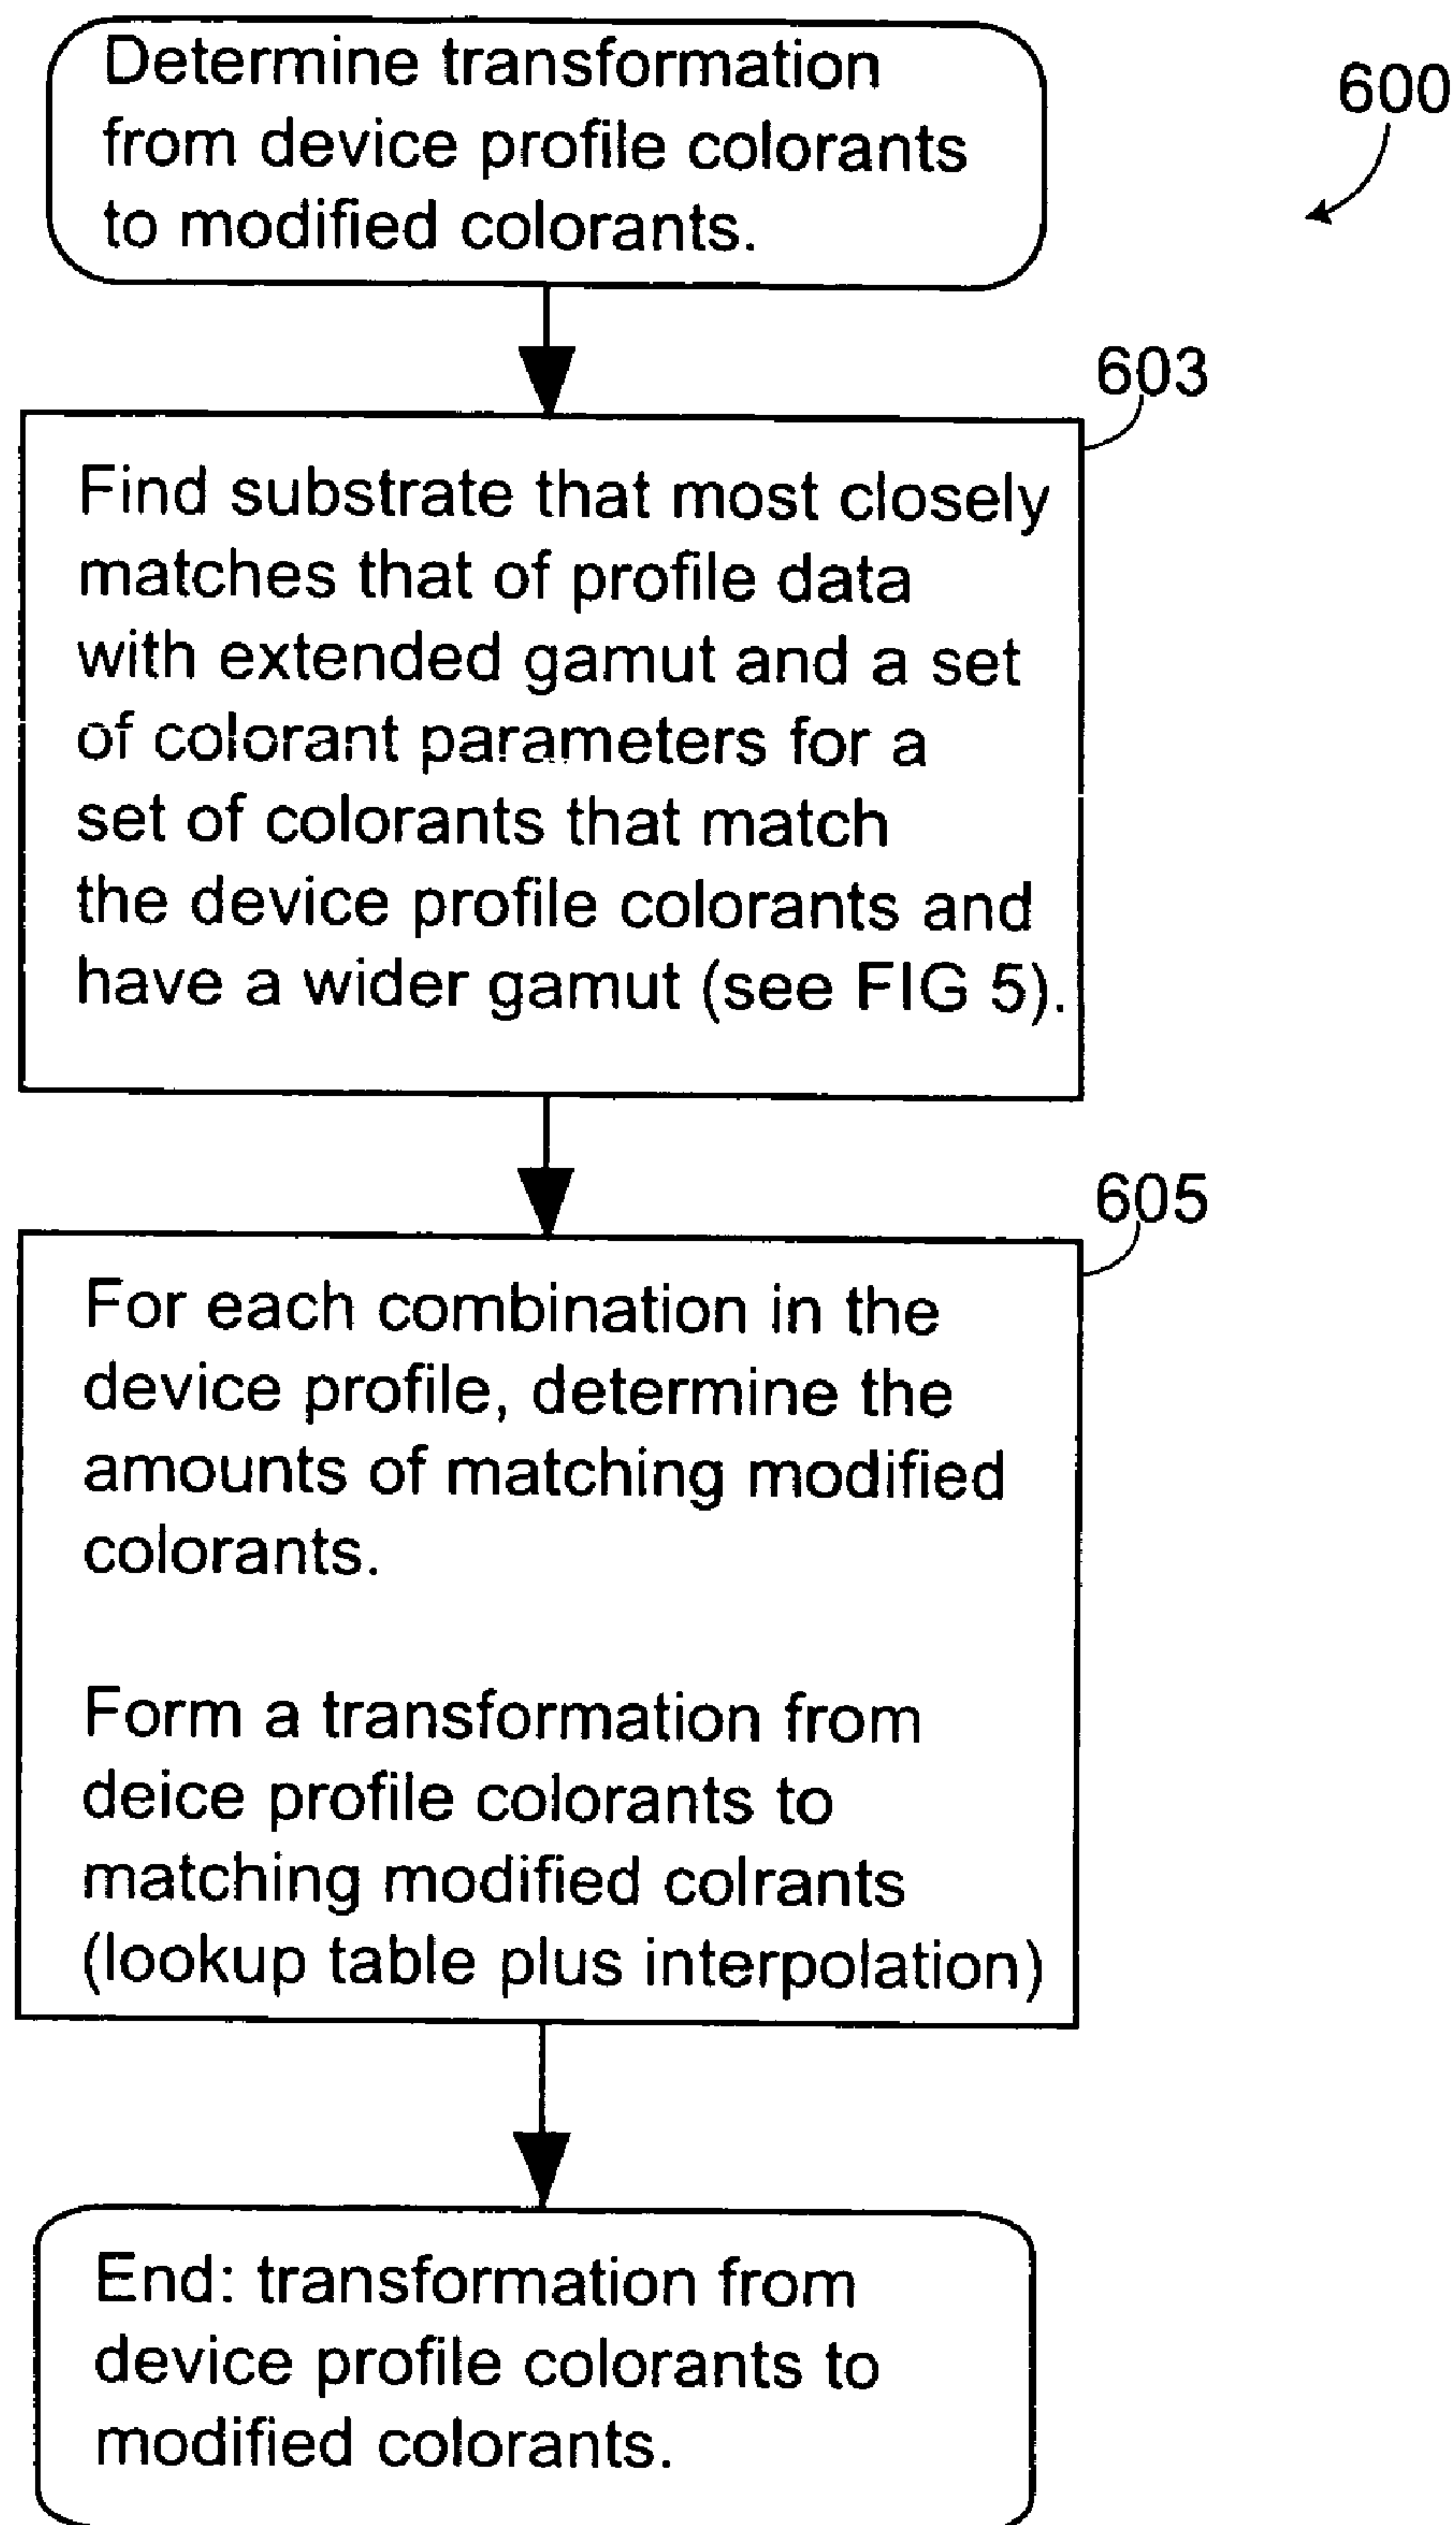 Determine transformation
from device profile colorants
to modified colorants.
600
603
Find substrate that most closely
matches that of profile data
with extended gamut and a set
of colorant parameters for a
set of colorants that match
the device profile colorants and
have a wider gamut (see FIG 5).
605
For each combination in the
device profile, determine the
amounts of matching modified
colorants.
Form a transformation from
deice profile colorants to
matching modified colrants
(lookup table plus interpolation)
End: transformation from
device profile colorants to
modified colorants.